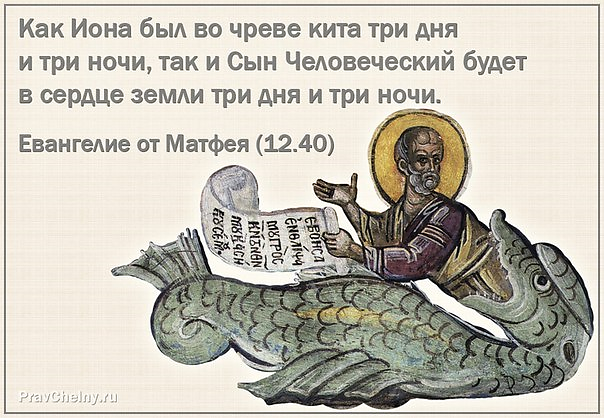 Как Иона был во чреве кита три дня
и три ночи, так и Сын Человеческий будет
в сердце земли три дня и три ночи.
Евангелие от Матфея (12.40)
PravChelny.ru